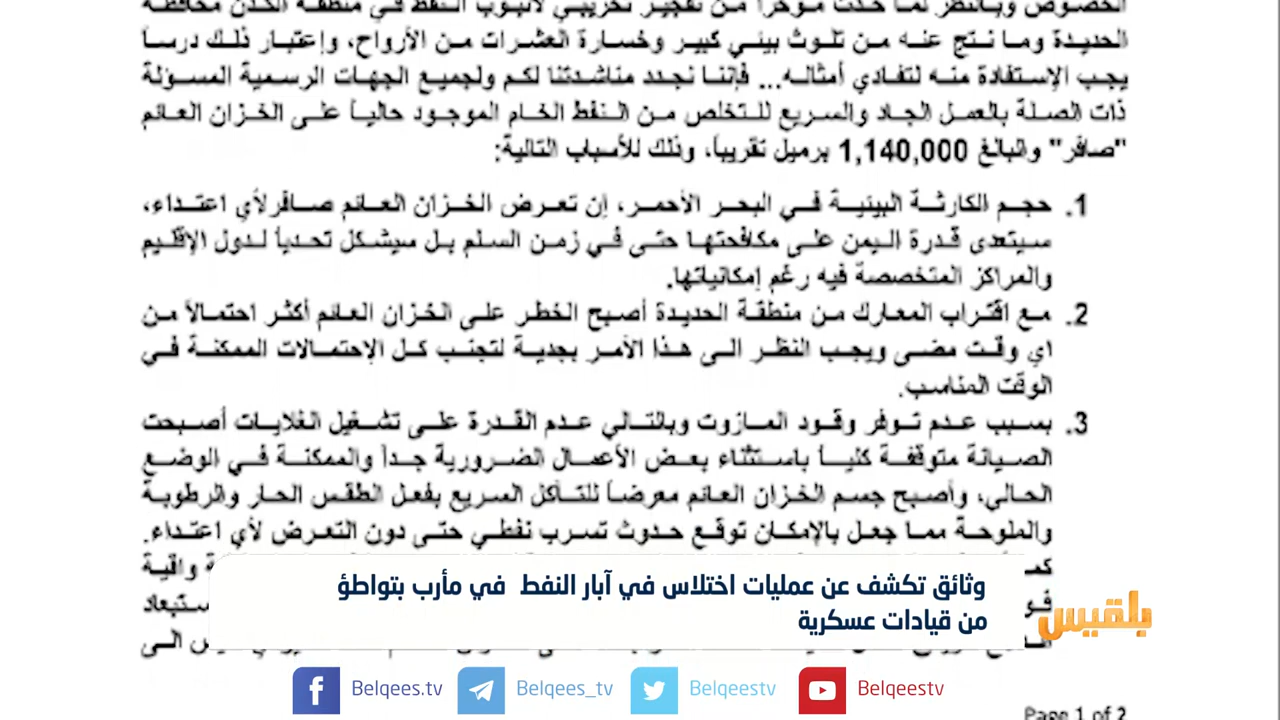 الخصوص وبالنظر لما حدث مؤخراً من تفجير تخريبي لأنبوب النفط في منطقة الكدن محافظة
الحديدة وما نتج عنه من تلوث بيئي كبير وخسارة العشرات من الأرواح، وإعتبار ذلك درساً
يجب الإستفادة منه لتفادي أمثاله... فإننا نجدد مناشدتنا لكم ولجميع الجهات الرسمية المسؤلة
ذات الصلة بالعمل الجاد والسريع للتخلص من النفط الخام الموجود حالياً على الخزان العائم
"صافر" والبالغ 1,140,000 برميل تقريباً، وذلك للأسباب التالية:
1. حجم الكارثة البيئية في البحر الأحمر، إن تعرض الخزان العائم صافر لأي اعتداء،
سيتعدى قدرة اليمن على مكافحتها حتى في زمن السلم بل سيشكل تحدياً لدول الإقليم
والمراكز المتخصصة فيه رغم إمكانياتها.
2. مع اقتراب المعارك من منطقة الحديدة أصبح الخطر على الخزان العائم أكثر احتمالاً من
اي وقت مضى ويجب النظر الى هذا الأمر بجدية لتجنب كل الإحتمالات الممكنة في
الوقت المناسب.
3. بسبب عدم توفر وقود المازوت وبالتالي عدم القدرة على تشغيل الغلايات أصبحت
الصيانة متوقفة كلياً باستثناء بعض الأعمال الضرورية جداً والممكنة في الوضع
الحالي، وأصبح جسم الخزان العائم معرضاً للتآكل السريع بفعل الطقس الحار والرطوبة
والملوحة مما جعل بالإمكان توقع حدوث تسرب نفطي حتى دون التعرض لأي اعتداء.
واقية
ستبعاد
الى
وثائق تكشف عن عمليات اختلاس في آبار النفط في مأرب بتواطؤ
من قيادات عسكرية
بلقيس
Belqees.tv Belqees_tv Belqeestv Belqeestv
Page 1 of 2